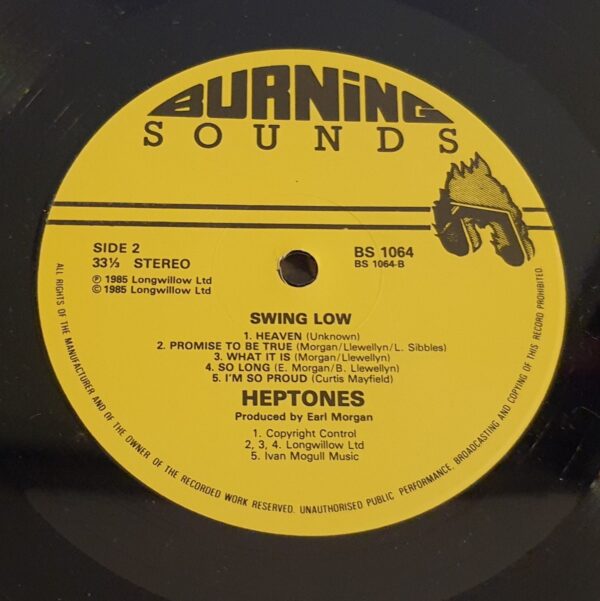 BURNiNG
SOUNDS
SIDE 2
33⅓ STEREO
℗ 1985 Longwillow Ltd
© 1985 Longwillow Ltd
BS 1064
BS 1064-B
SWING LOW
1. HEAVEN (Unknown)
2. PROMISE TO BE TRUE (Morgan/Llewellyn/L. Sibbles)
3. WHAT IT IS (Morgan/Llewellyn)
4. SO LONG (E. Morgan/B. Llewellyn)
5. I'M SO PROUD (Curtis Mayfield)
HEPTONES
Produced by Earl Morgan
1. Copyright Control
2, 3, 4. Longwillow Ltd
5. Ivan Mogull Music
ALL RIGHTS OF THE MANUFACTURER AND OF THE OWNER OF THE RECORDED WORK RESERVED. UNAUTHORISED PUBLIC PERFORMANCE, BROADCASTING AND COPYING OF THIS RECORD PROHIBITED.